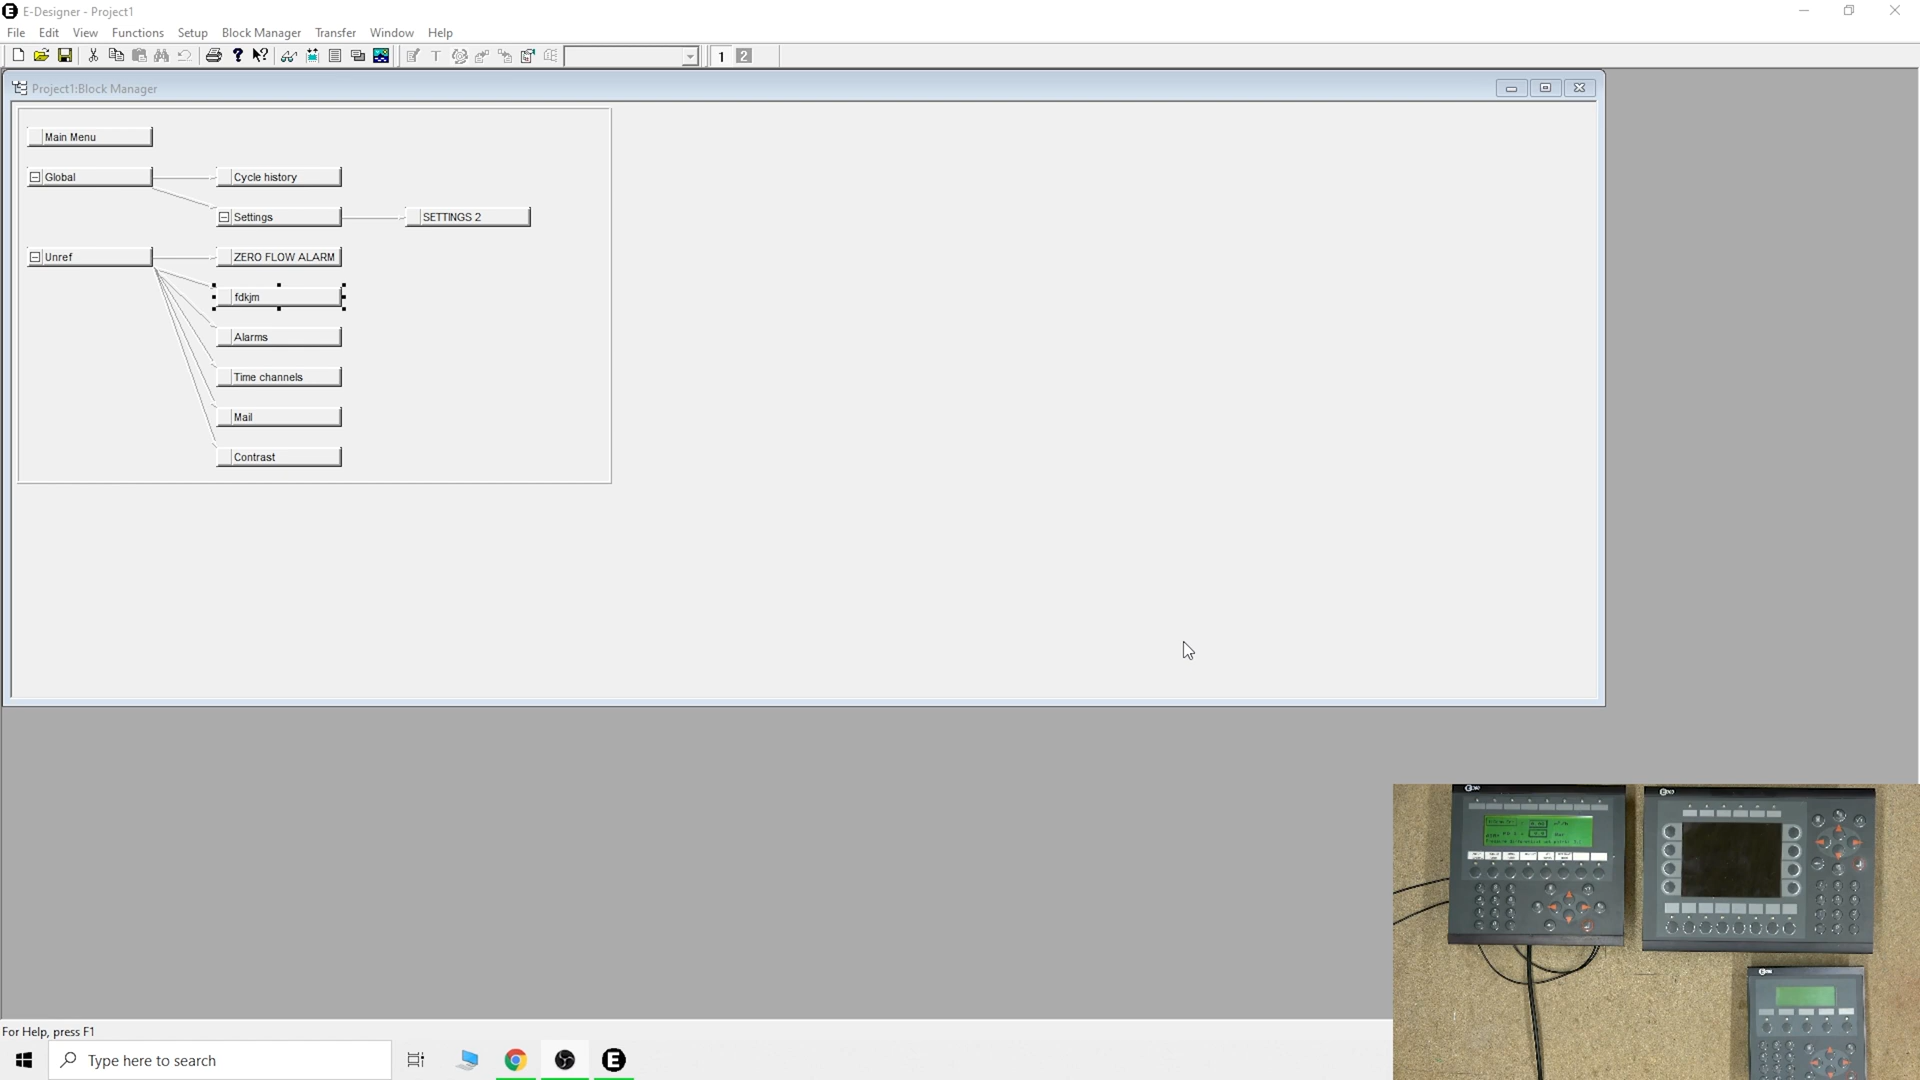 E-Designer - Project1
File Edit View Functions Setup Block Manager Transfer Window Help
1 2
Project1:Block Manager
Main Menu
Global
Cycle history
Settings
SETTINGS 2
Unref
ZERO FLOW ALARM
fdkjm
Alarms
Time channels
Mail
Contrast
For Help, press F1
Type here to search